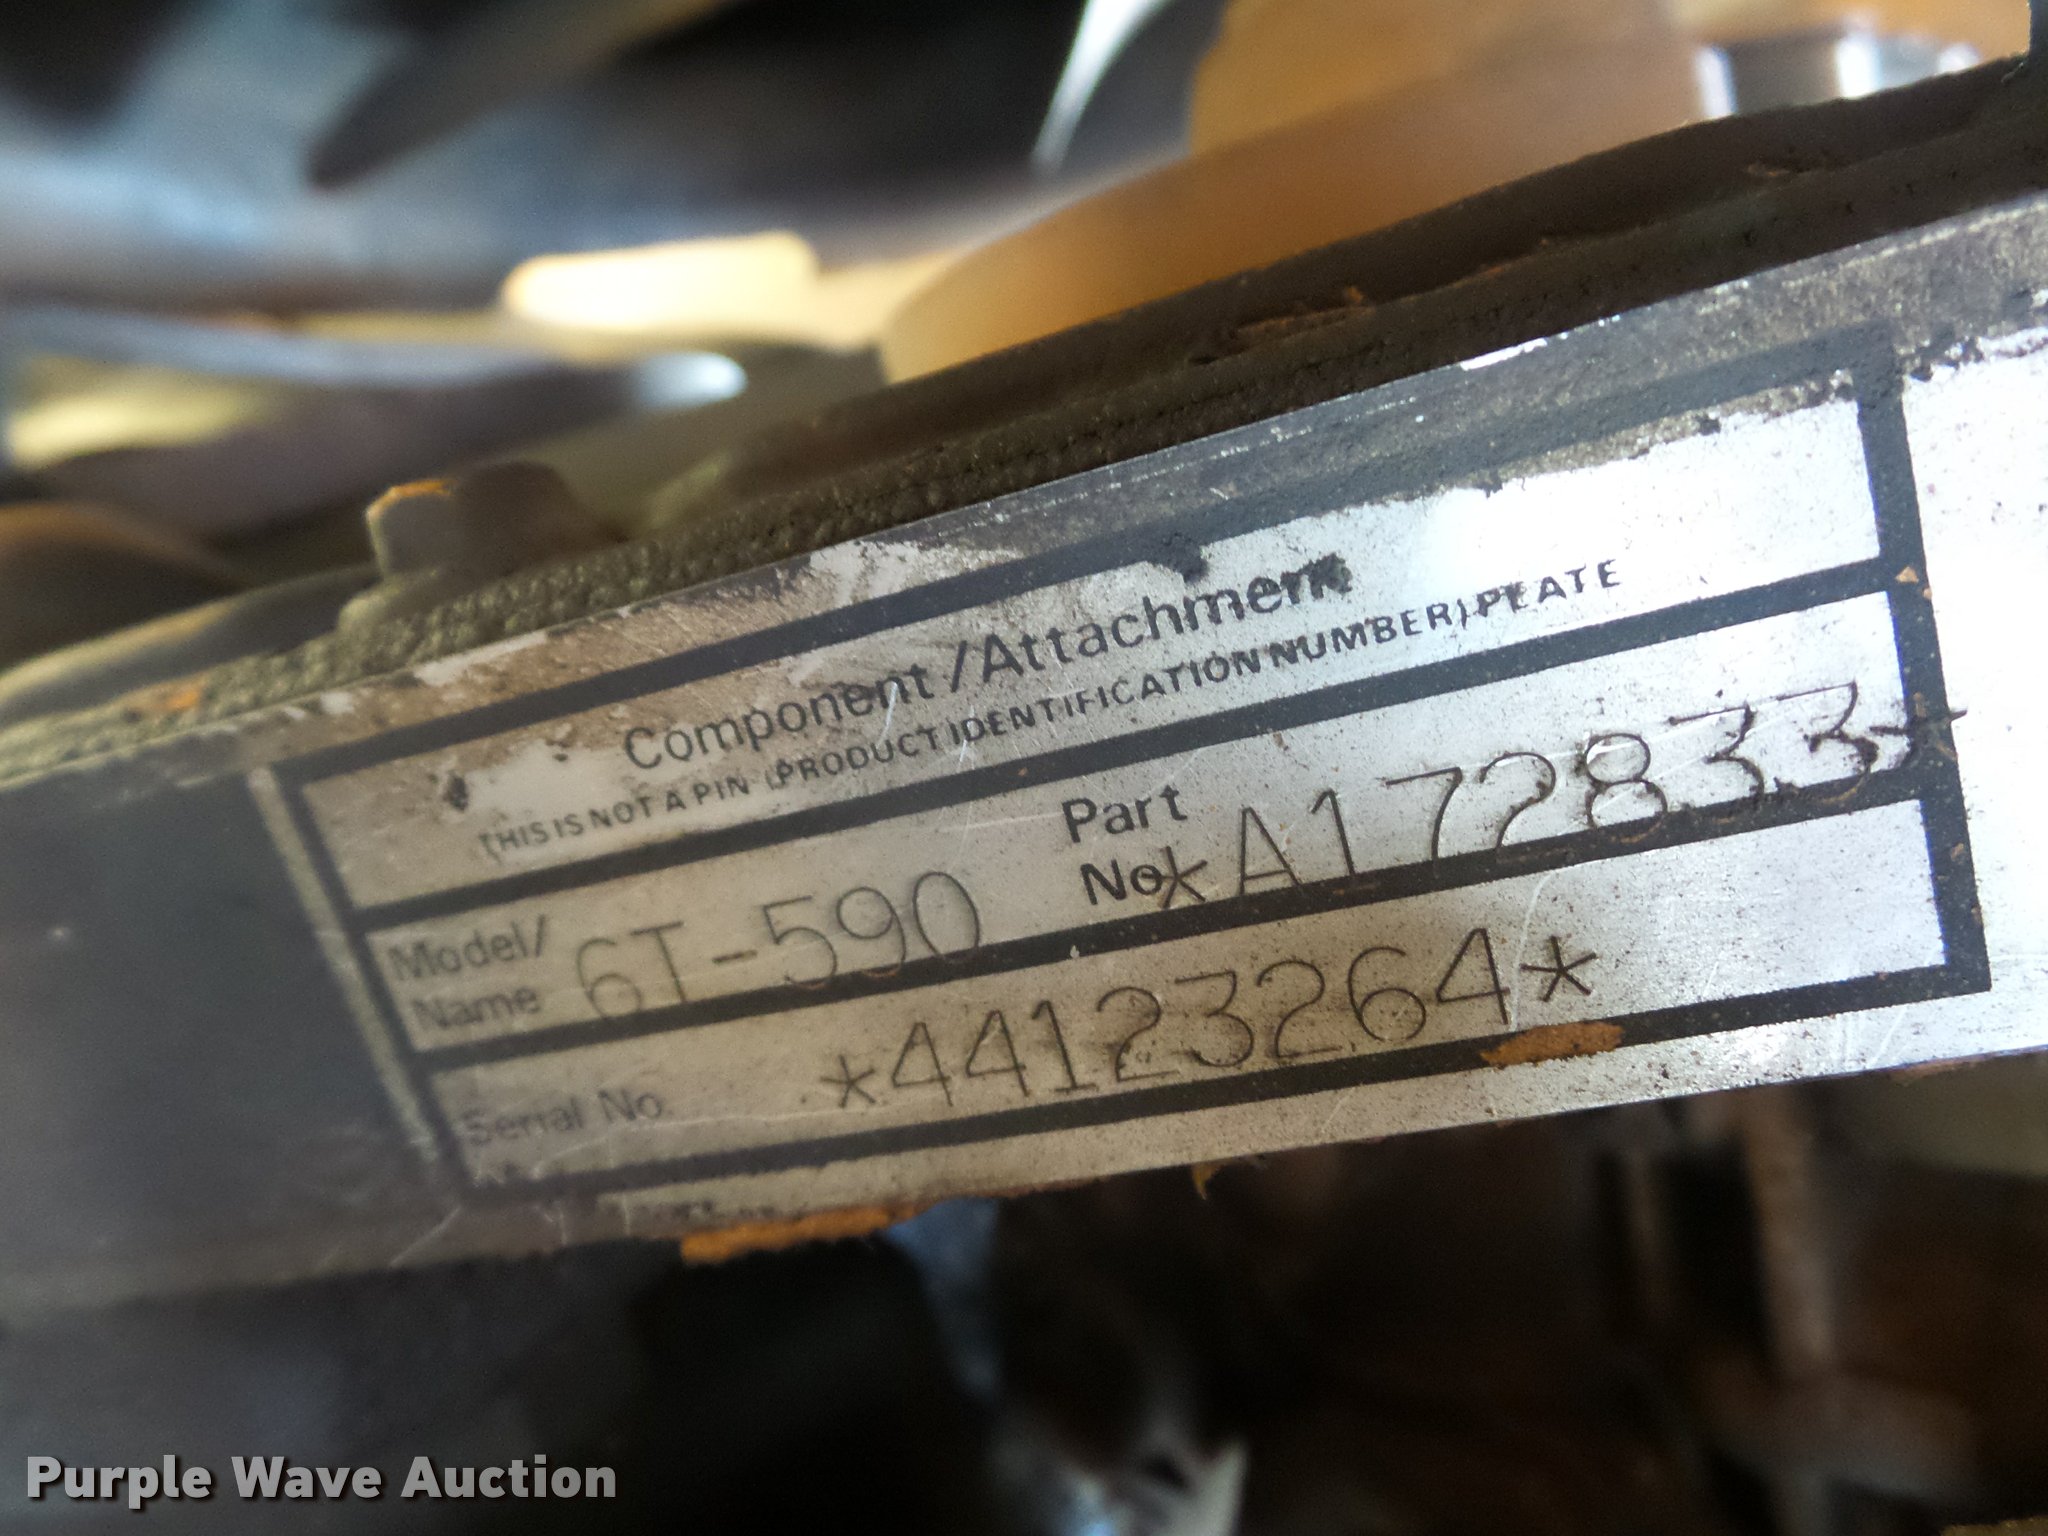 Component/Attachment
(THIS IS NOT A PIN (PRODUCT IDENTIFICATION NUMBER) PLATE
Model/
Name 6T-590
Part
No *A172833*
Serial No. *44123264*
Purple Wave Auction